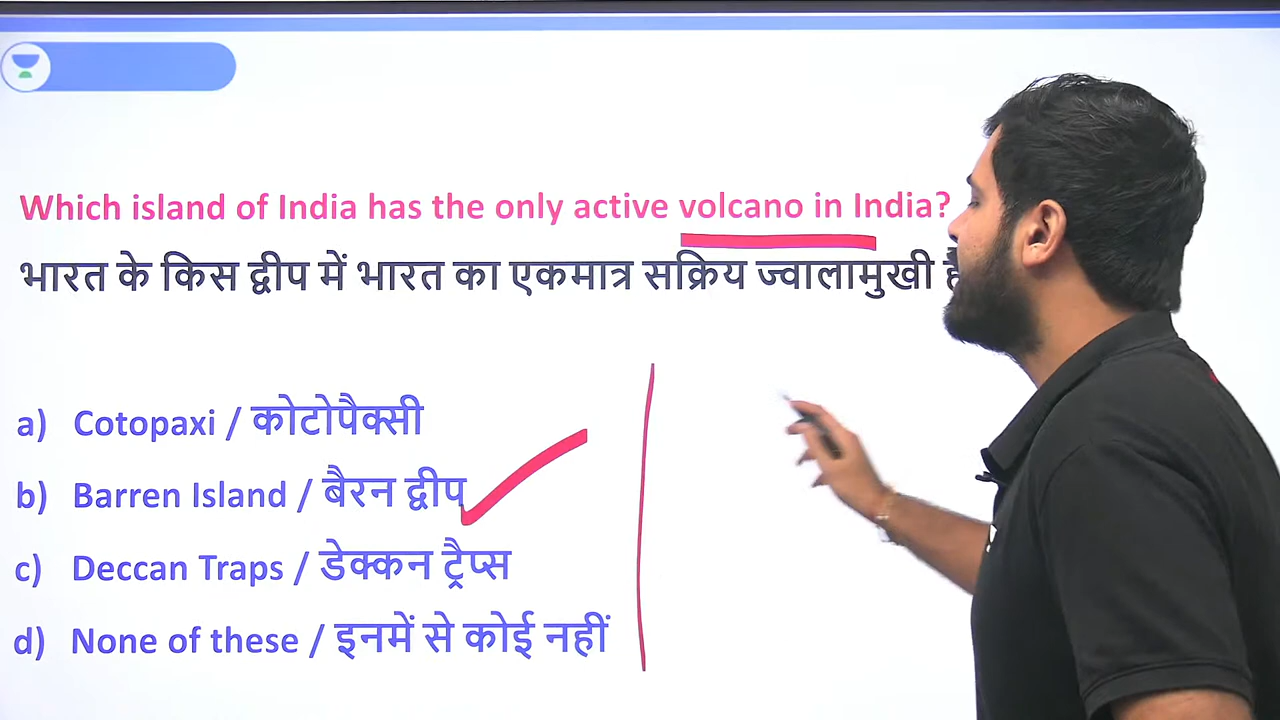 Which island of India has the only active volcano in India?
भारत के किस द्वीप में भारत का एकमात्र सक्रिय ज्वालामुखी
a) Cotopaxi / कोटोपैक्सी
b) Barren Island / बैरन द्वीप
c) Deccan Traps / डेक्कन ट्रैप्स
d) None of these / इनमें से कोई नहीं